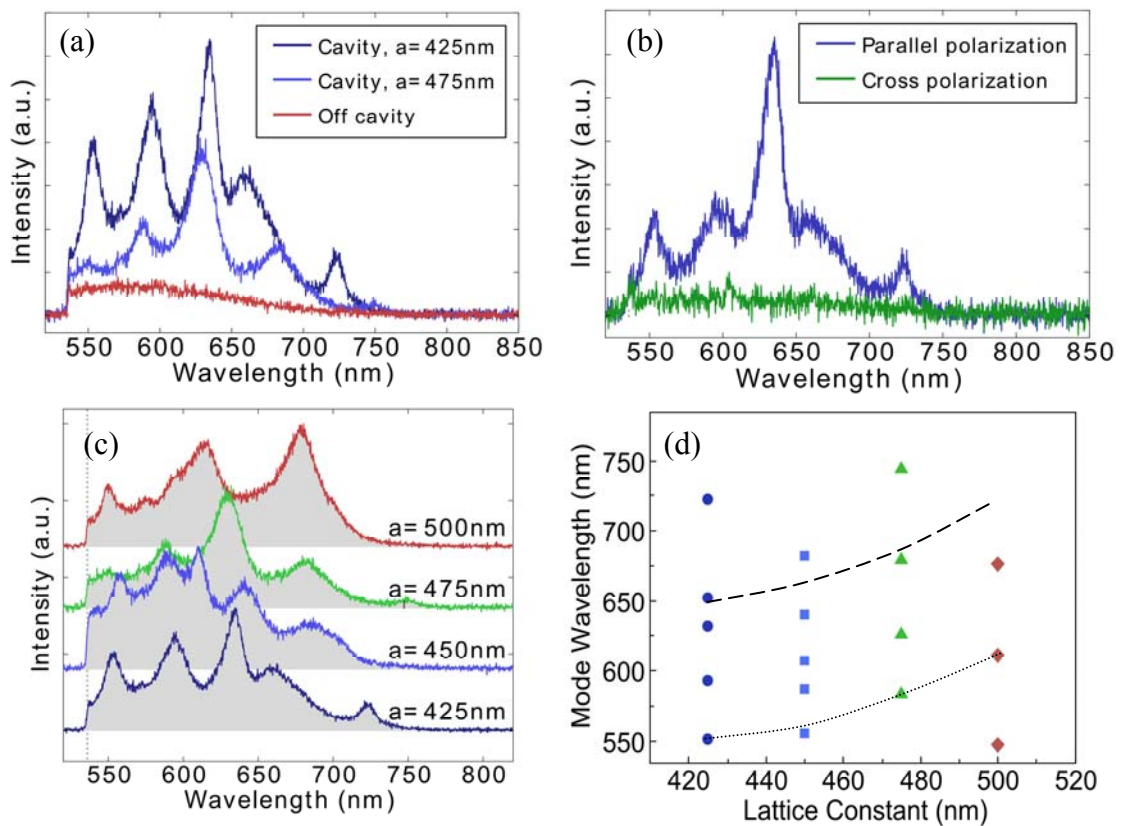 (a)
Cavity, a= 425nm
Cavity, a= 475nm
Off cavity
Intensity (a.u.)
550 600 650 700 750 800 850
Wavelength (nm)
(b)
Parallel polarization
Cross polarization
Intensity (a.u.)
550 600 650 700 750 800 850
Wavelength (nm)
(c)
a= 500nm
a= 475nm
a= 450nm
a= 425nm
Intensity (a.u.)
550 600 650 700 750 800
Wavelength (nm)
(d)
Mode Wavelength (nm)
750
700
650
600
550
420 440 460 480 500 520
Lattice Constant (nm)